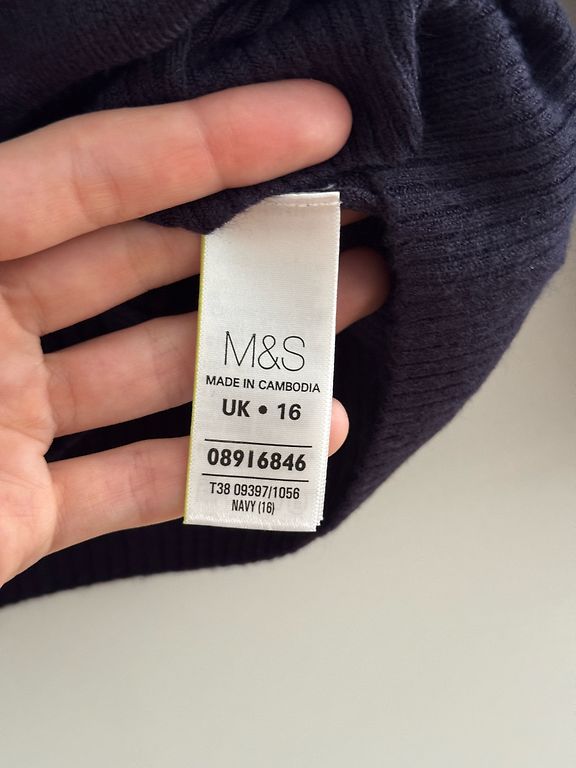 M&S
MADE IN CAMBODIA
UK • 16
08916846
T38 09397/1056
NAVY (16)